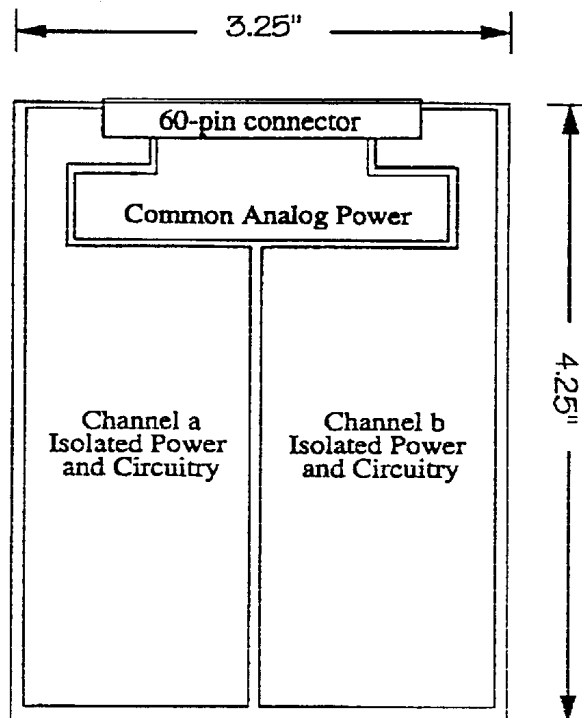 3.25"
60-pin connector
Common Analog Power
4.25"
Channel a
Isolated Power
and Circuitry
Channel b
Isolated Power
and Circuitry